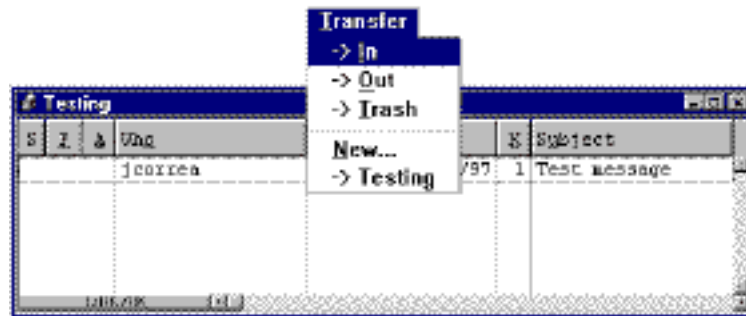 Transfer
-> In
-> Out
-> Trash
New...
-> Testing
Testing
S P A Who K Subject
jcorrea /97 1 Test message